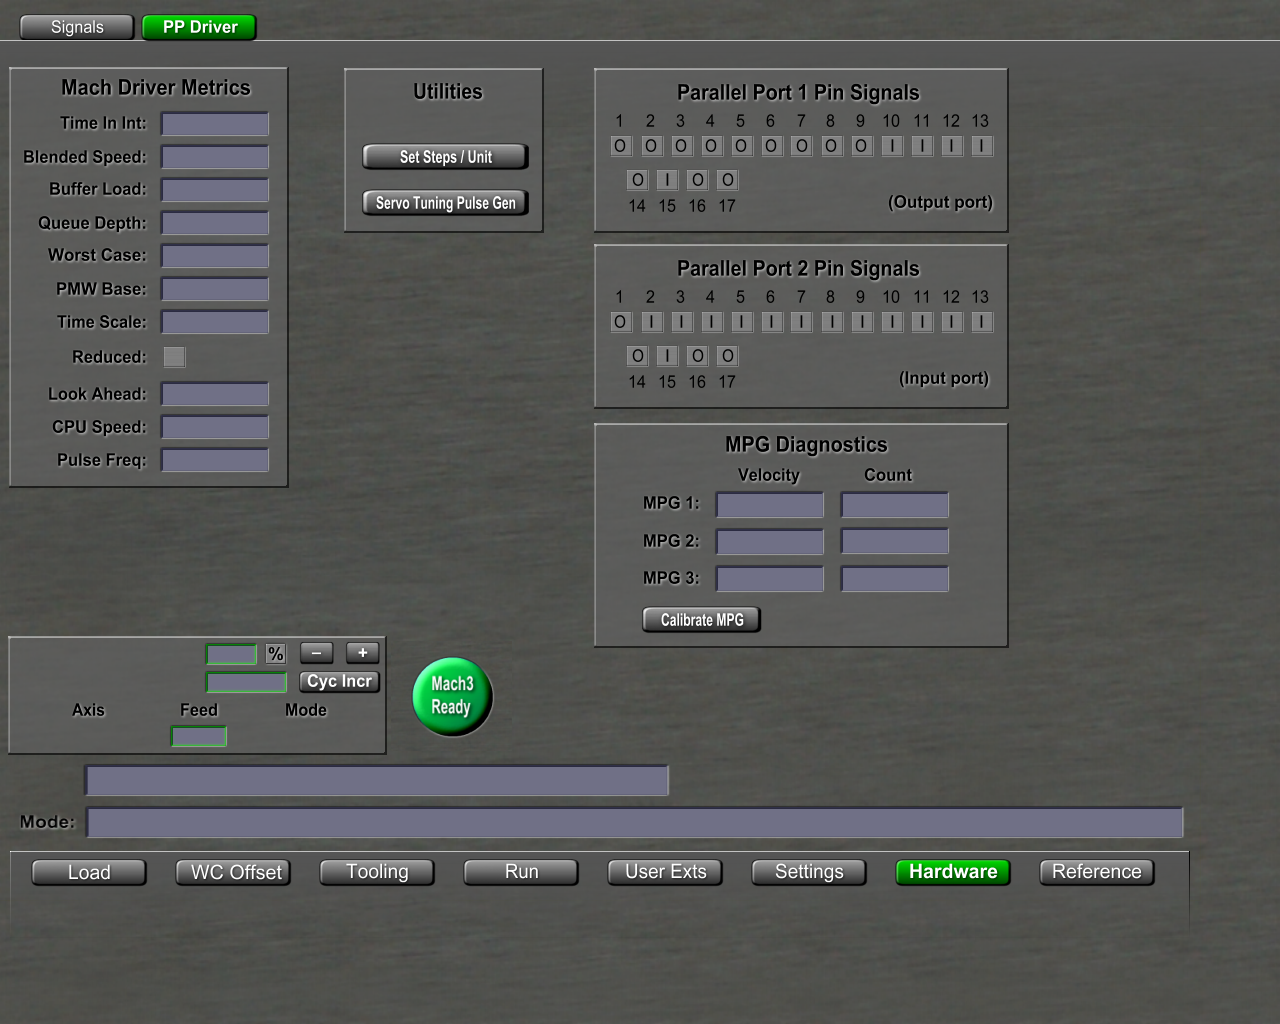 Signals
PP Driver
Mach Driver Metrics
Time In Int:
Blended Speed:
Buffer Load:
Queue Depth:
Worst Case:
PMW Base:
Time Scale:
Reduced:
Look Ahead:
CPU Speed:
Pulse Freq:
Utilities
Set Steps / Unit
Servo Tuning Pulse Gen
Parallel Port 1 Pin Signals
1 2 3 4 5 6 7 8 9 10 11 12 13
O O O O O O O O O I I I I
O I O O
14 15 16 17
(Output port)
Parallel Port 2 Pin Signals
1 2 3 4 5 6 7 8 9 10 11 12 13
O I I I I I I I I I I I I
O I O O
14 15 16 17
(Input port)
MPG Diagnostics
Velocity Count
MPG 1:
MPG 2:
MPG 3:
Calibrate MPG
% – +
Cyc Incr
Axis Feed Mode
Mach3
Ready
Mode:
Load WC Offset Tooling Run User Exts Settings Hardware Reference